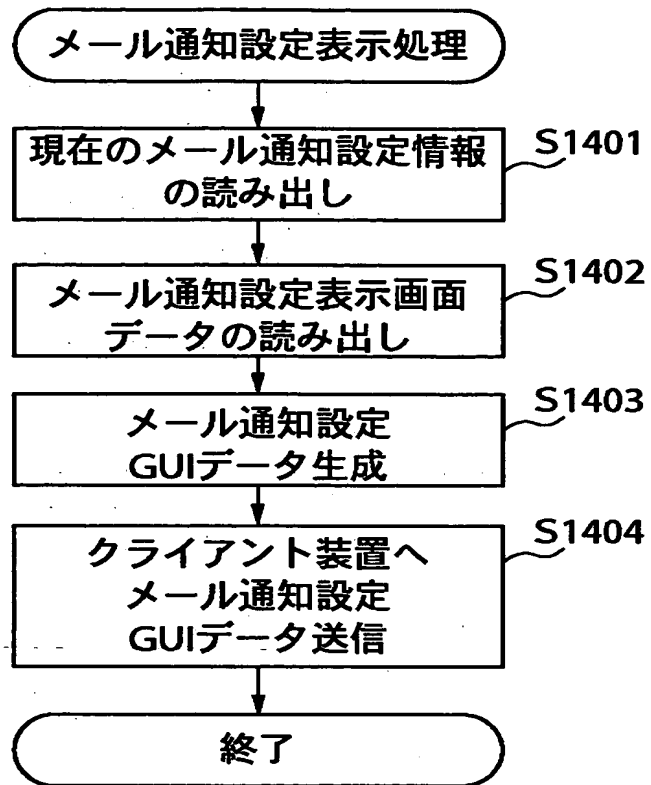 メール通知設定表示処理
現在のメール通知設定情報
の読み出し
S1401
メール通知設定表示画面
データの読み出し
S1402
メール通知設定
GUIデータ生成
S1403
クライアント装置へ
メール通知設定
GUIデータ送信
S1404
終了